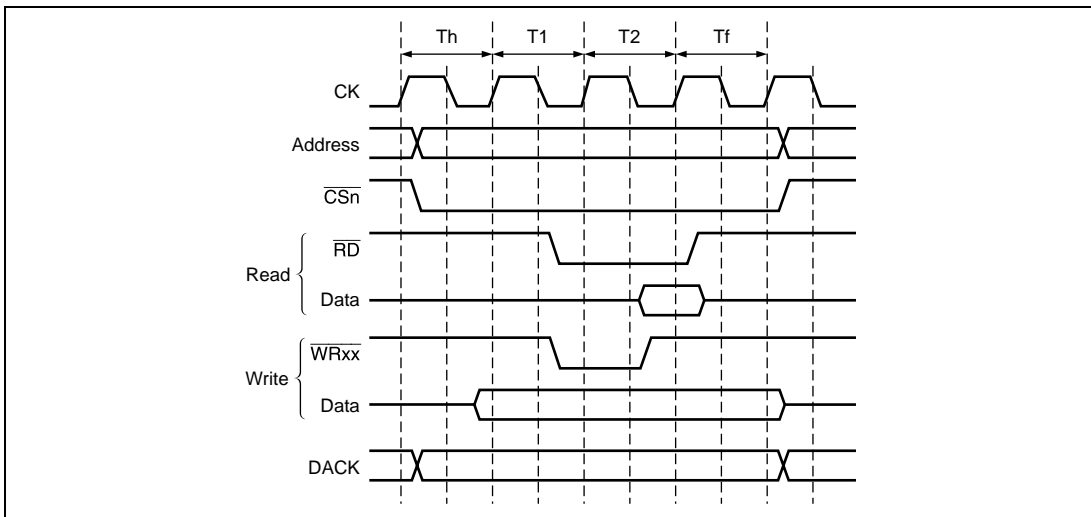 Th T1 T2 Tf
CK
Address
CSn
RD
Read
Data
WRxx
Write
Data
DACK